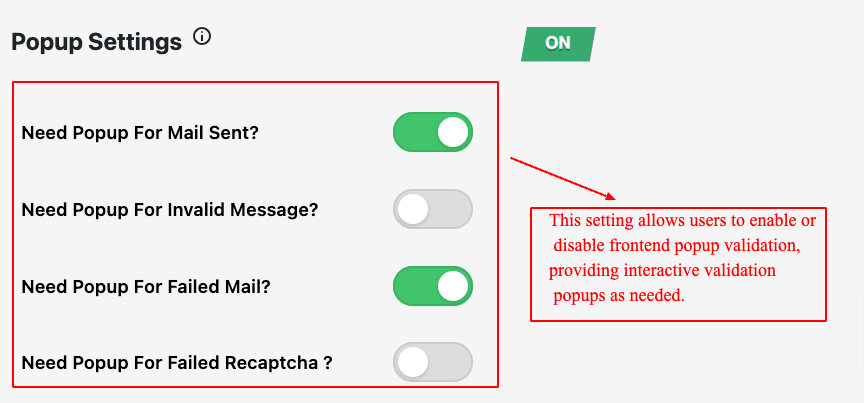 Popup Settings
ON
Need Popup For Mail Sent?
Need Popup For Invalid Message?
Need Popup For Failed Mail?
Need Popup For Failed Recaptcha ?
This setting allows users to enable or
disable frontend popup validation,
providing interactive validation
popups as needed.